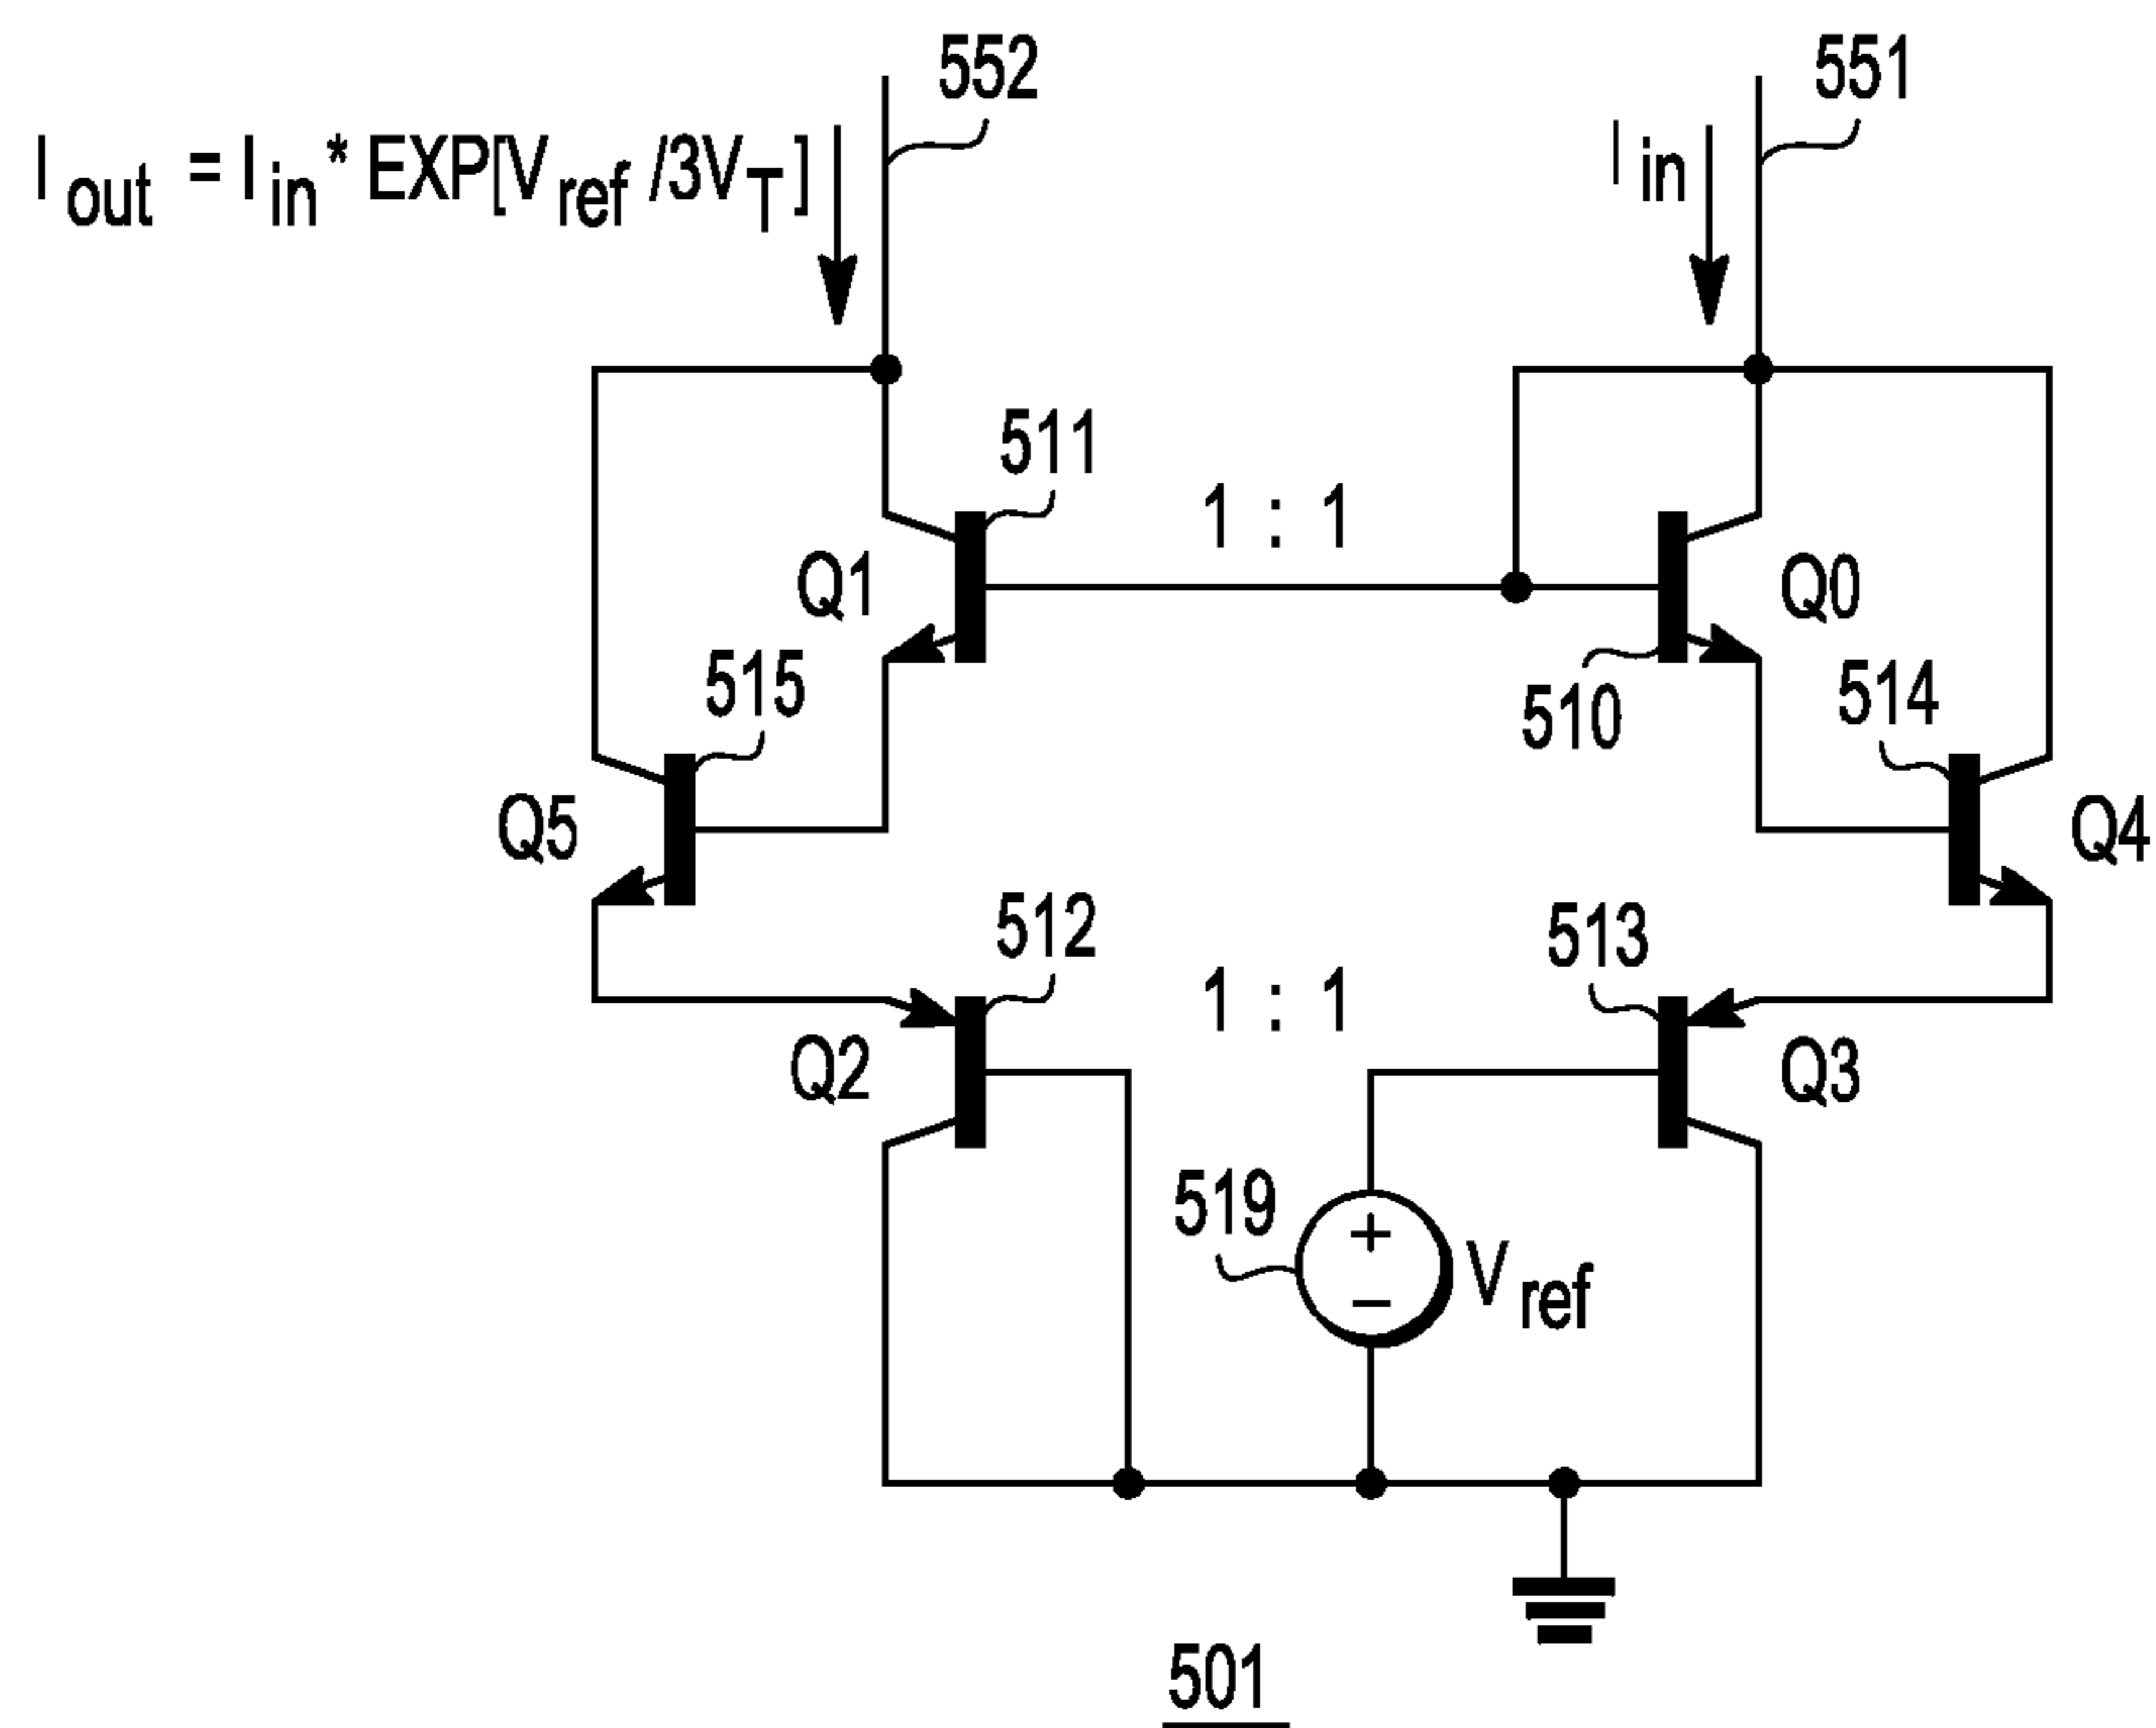 552
551
I out = I in * EXP[V ref /3V T]
I in
511
1 : 1
Q1
Q0
515
510
514
Q5
Q4
512
1 : 1
513
Q2
Q3
519
+
V ref
–
501